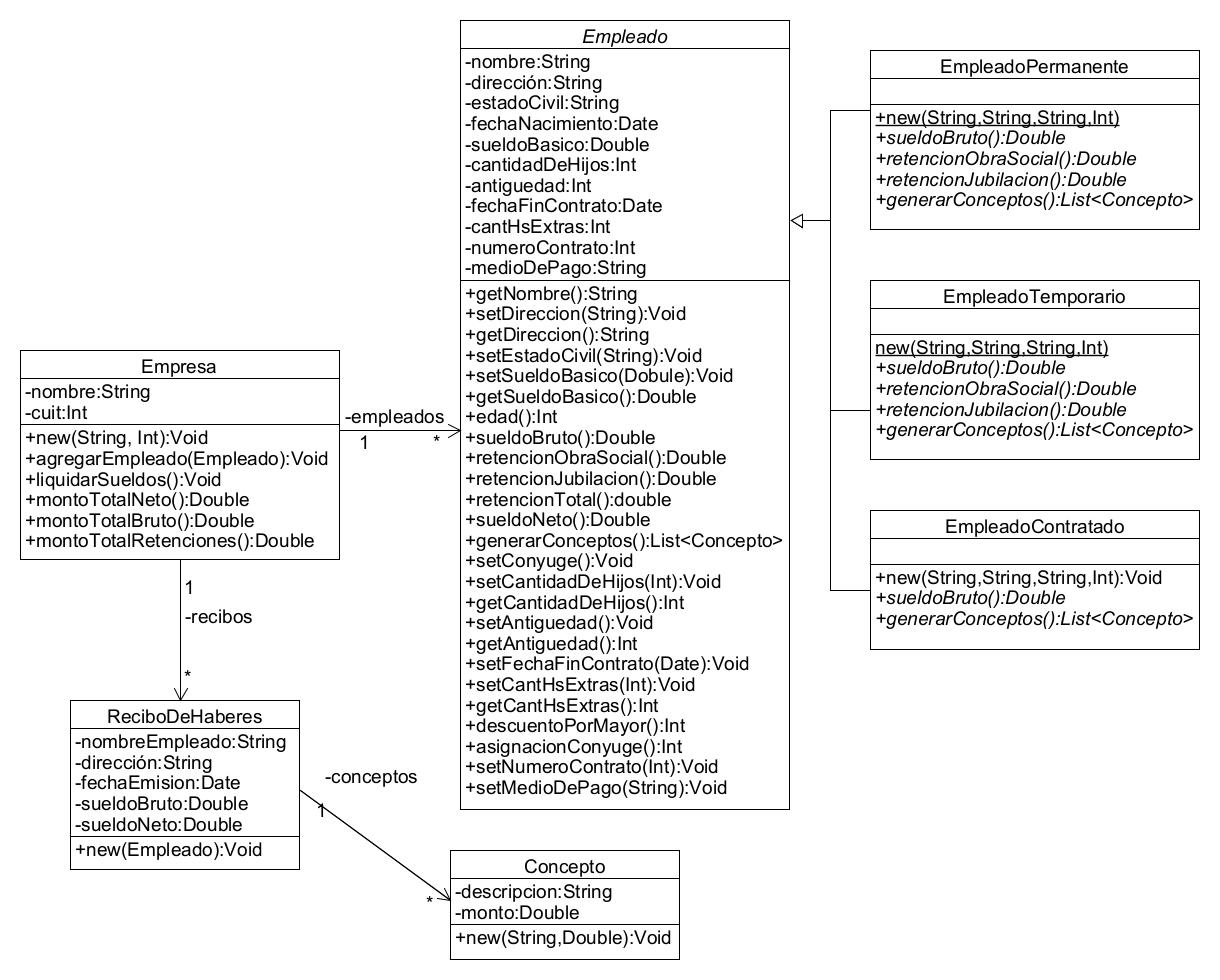 Empleado
-nombre:String
-dirección:String
-estadoCivil:String
-fechaNacimiento:Date
-sueldoBasico:Double
-cantidadDeHijos:Int
-antiguedad:Int
-fechaFinContrato:Date
-cantHsExtras:Int
-numeroContrato:Int
-medioDePago:String
+getNombre():String
+setDireccion(String):Void
+getDireccion():String
+setEstadoCivil(String):Void
+setSueldoBasico(Dobule):Void
+getSueldoBasico():Double
+edad():Int
+sueldoBruto():Double
+retencionObraSocial():Double
+retencionJubilacion():Double
+retencionTotal():double
+sueldoNeto():Double
+generarConceptos():List<Concepto>
+setConyuge():Void
+setCantidadDeHijos(Int):Void
+getCantidadDeHijos():Int
+setAntiguedad():Void
+getAntiguedad():Int
+setFechaFinContrato(Date):Void
+setCantHsExtras(Int):Void
+getCantHsExtras():Int
+descuentoPorMayor():Int
+asignacionConyuge():Int
+setNumeroContrato(Int):Void
+setMedioDePago(String):Void
EmpleadoPermanente
+new(String,String,String,Int)
+sueldoBruto():Double
+retencionObraSocial():Double
+retencionJubilacion():Double
+generarConceptos():List<Concepto>
EmpleadoTemporario
new(String,String,String,Int)
+sueldoBruto():Double
+retencionObraSocial():Double
+retencionJubilacion():Double
+generarConceptos():List<Concepto>
EmpleadoContratado
+new(String,String,String,Int):Void
+sueldoBruto():Double
+generarConceptos():List<Concepto>
Empresa
-nombre:String
-cuit:Int
+new(String, Int):Void
+agregarEmpleado(Empleado):Void
+liquidarSueldos():Void
+montoTotalNeto():Double
+montoTotalBruto():Double
+montoTotalRetenciones():Double
-empleados
1 *
1
-recibos
*
ReciboDeHaberes
-nombreEmpleado:String
-dirección:String
-fechaEmision:Date
-sueldoBruto:Double
-sueldoNeto:Double
+new(Empleado):Void
-conceptos
1
*
Concepto
-descripcion:String
-monto:Double
+new(String,Double):Void